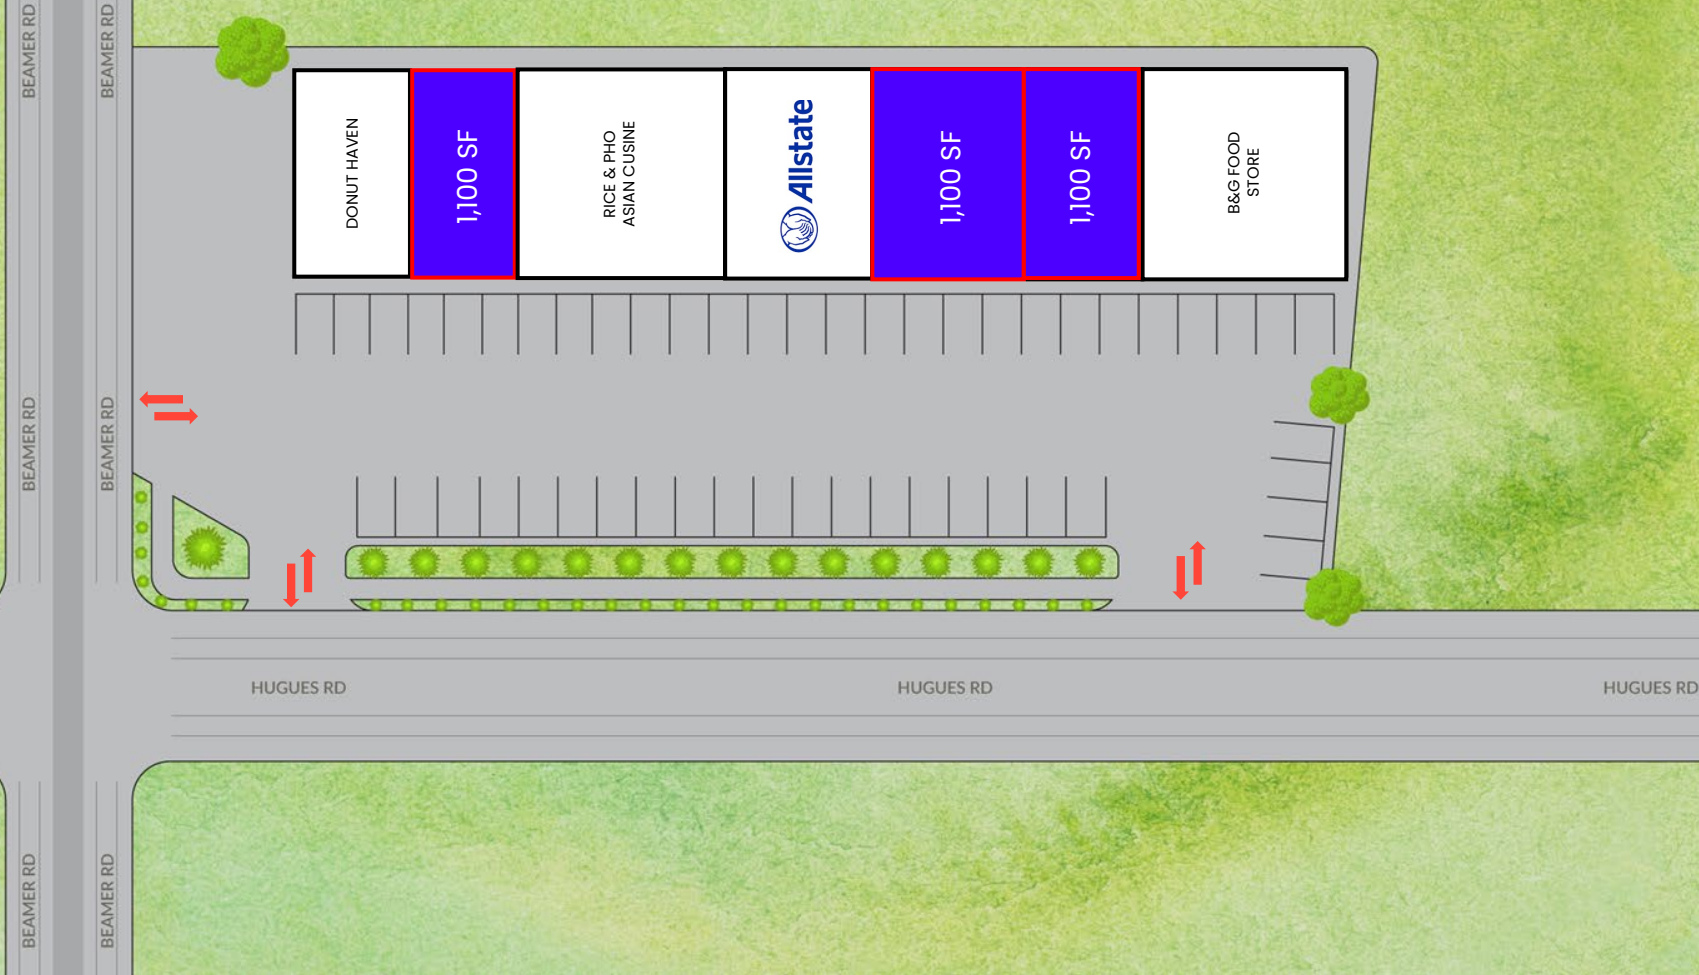 BEAMER RD
BEAMER RD
DONUT HAVEN
1,100 SF
RICE & PHO
ASIAN CUSINE
Allstate
1,100 SF
1,100 SF
B&G FOOD
STORE
BEAMER RD
BEAMER RD
HUGUES RD
HUGUES RD
HUGUES RD
BEAMER RD
BEAMER RD